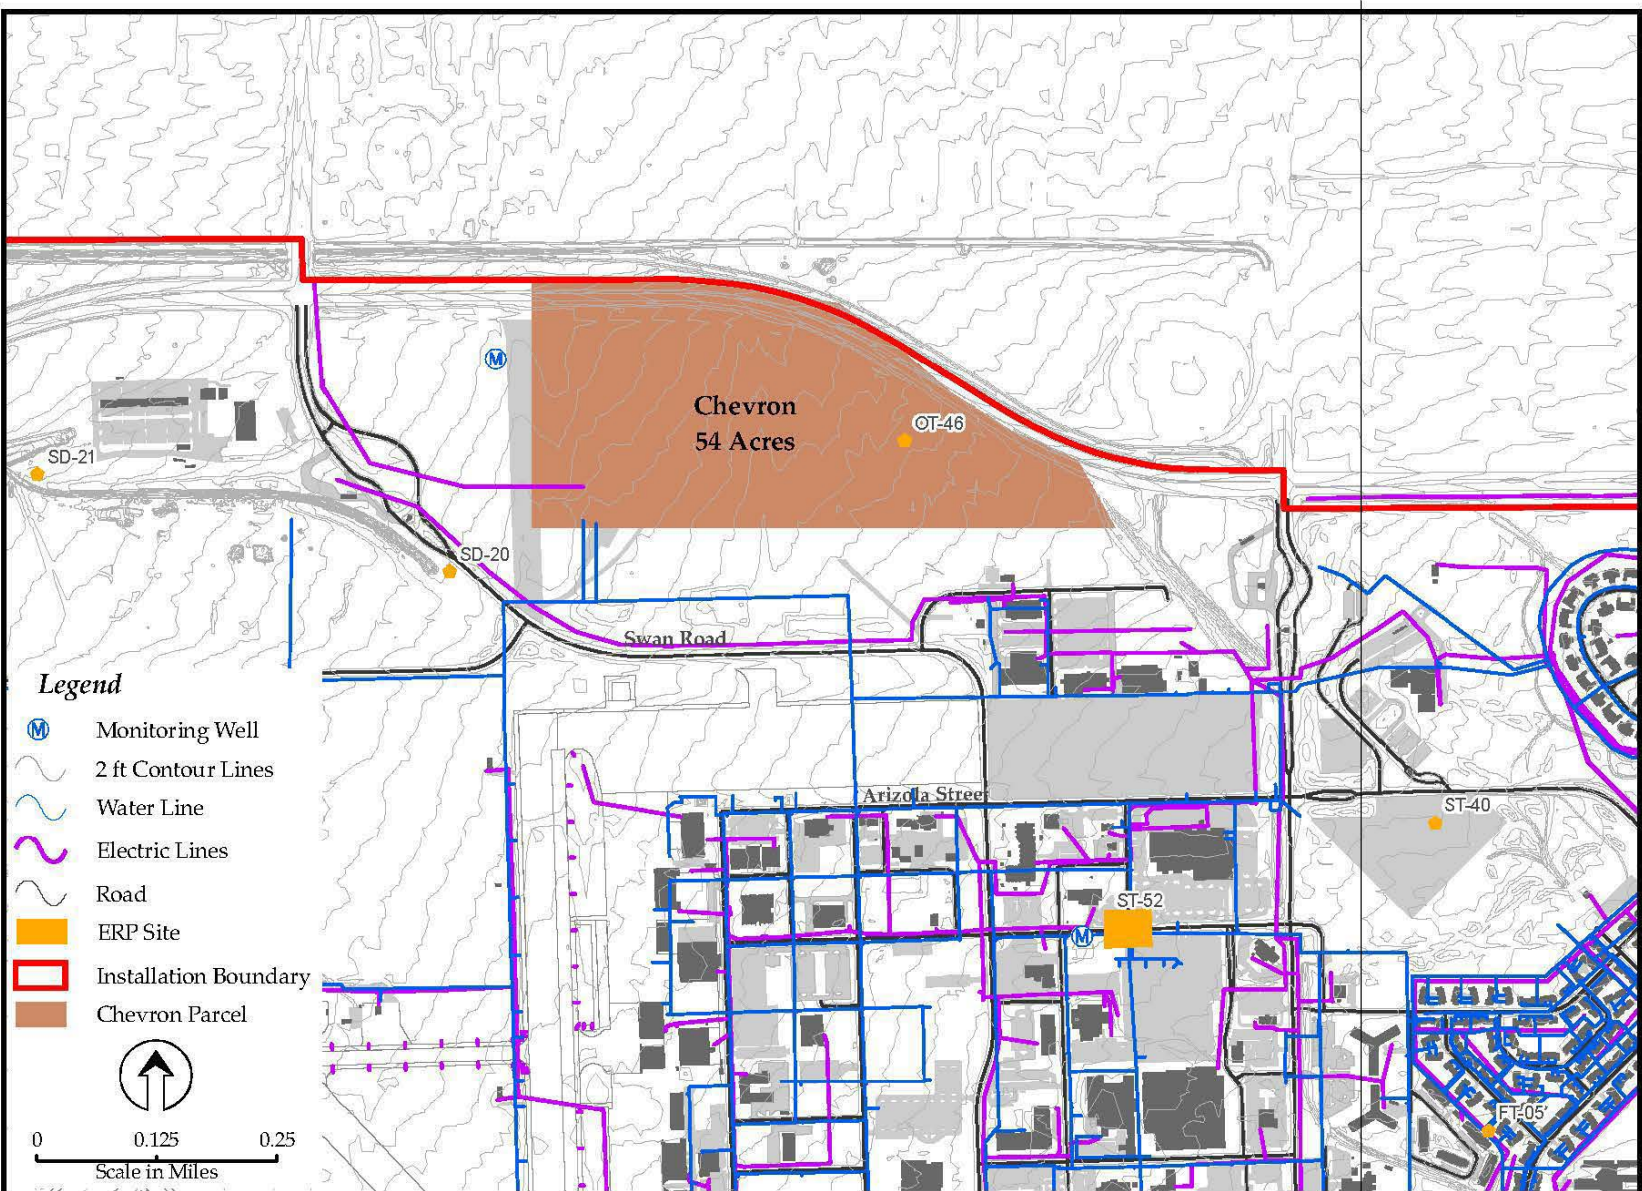 Chevron
54 Acres
OT-46
SD-21
SD-20
Swan Road
Arizola Street
ST-40
ST-52
FT-05
Legend
M
Monitoring Well
2 ft Contour Lines
Water Line
Electric Lines
Road
ERP Site
Installation Boundary
Chevron Parcel
0 0.125 0.25
Scale in Miles
M
M